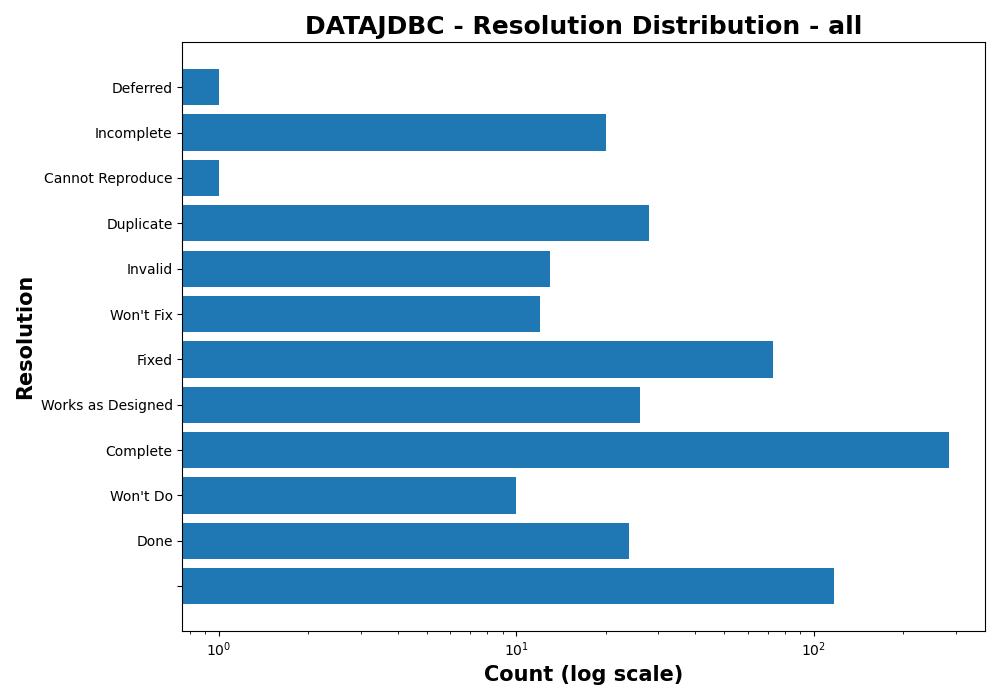 DATAJDBC - Resolution Distribution - all
Resolution
Deferred
Incomplete
Cannot Reproduce
Duplicate
Invalid
Won't Fix
Fixed
Works as Designed
Complete
Won't Do
Done
10⁰ 10¹ 10²
Count (log scale)